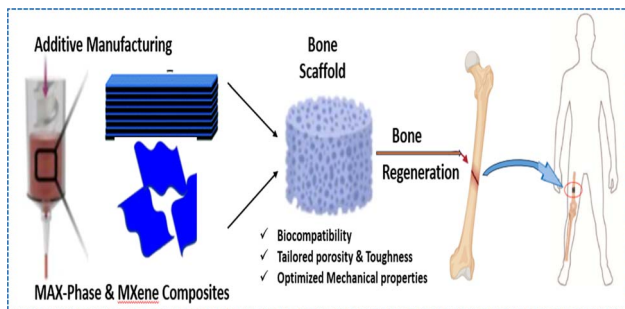 Additive Manufacturing
MAX-Phase & MXene Composites
Bone
Scaffold
✓ Biocompatibility
✓ Tailored porosity & Toughness
✓ Optimized Mechanical properties
Bone
Regeneration